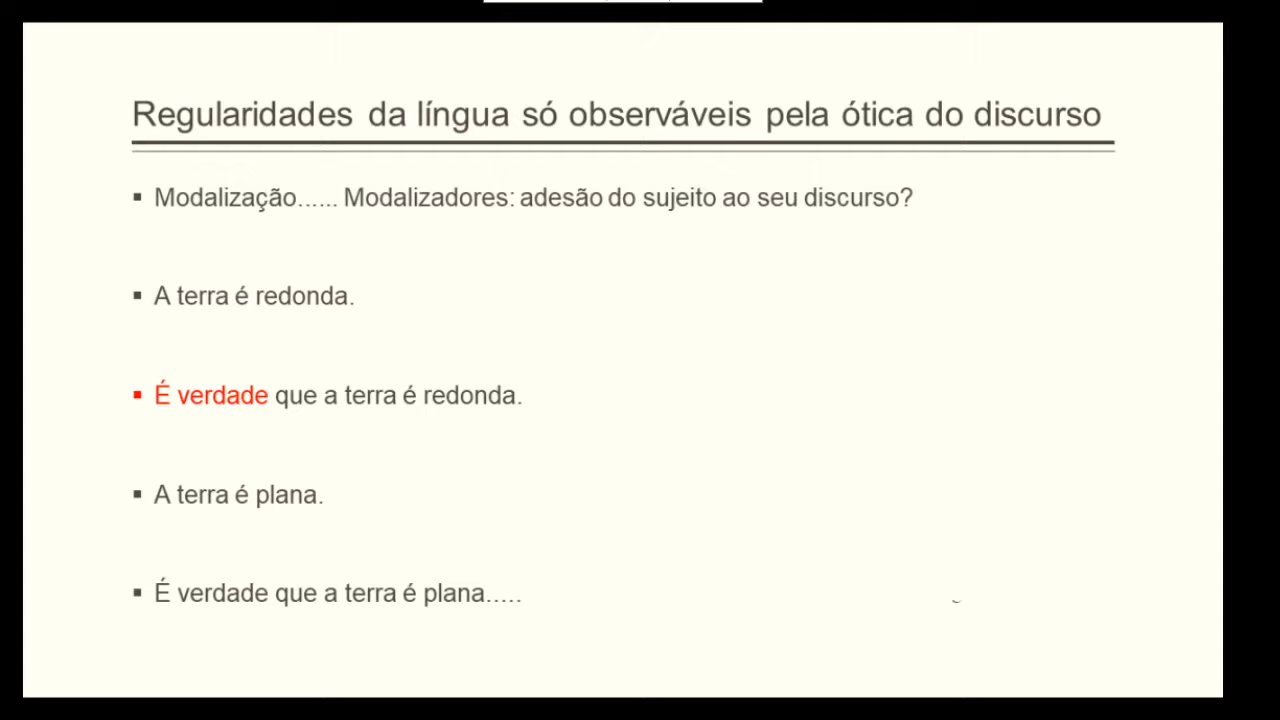 Regularidades da língua só observáveis pela ótica do discurso
▪ Modalização...... Modalizadores: adesão do sujeito ao seu discurso?
▪ A terra é redonda.
▪ É verdade que a terra é redonda.
▪ A terra é plana.
▪ É verdade que a terra é plana.....